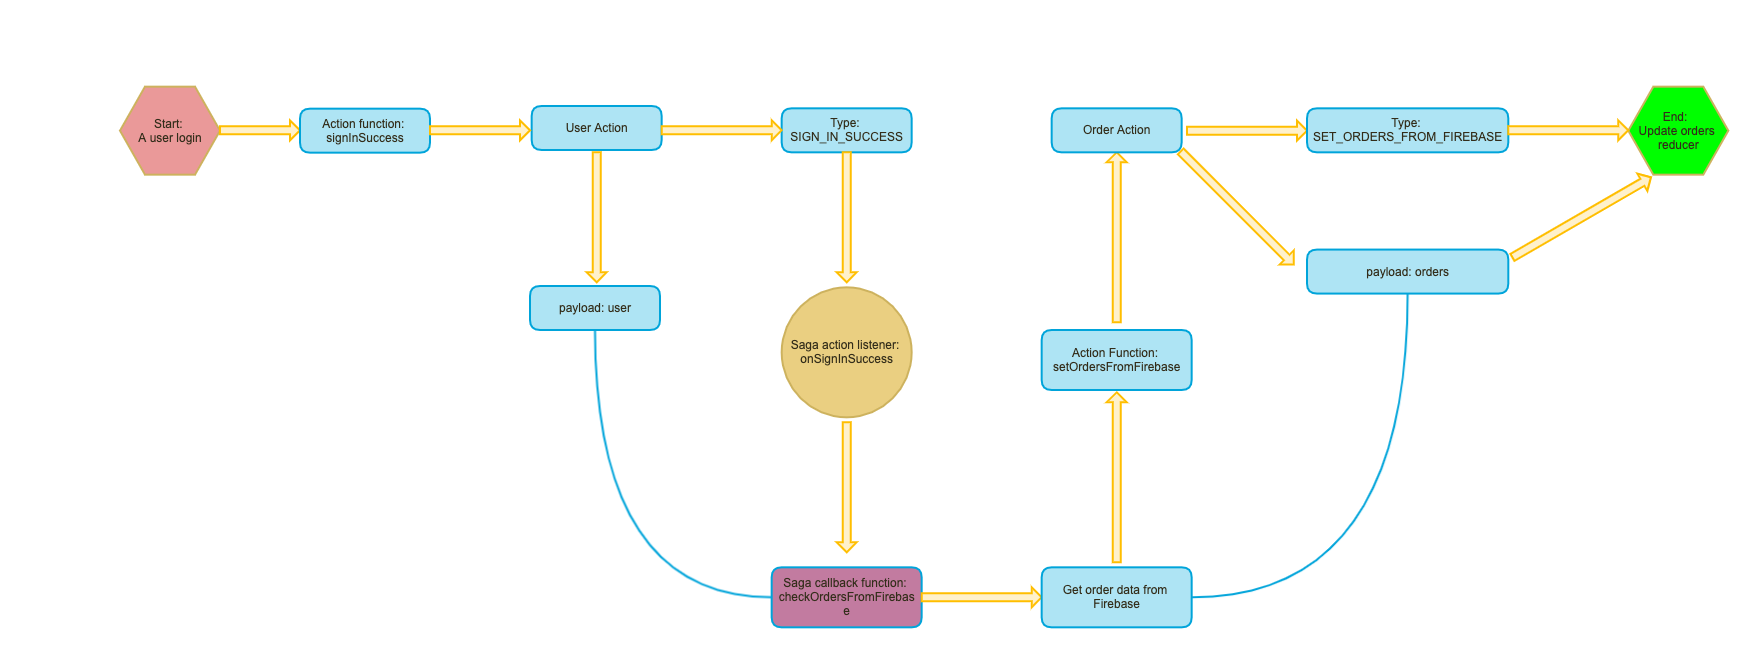 Start:
A user login
Action function:
signInSuccess
User Action
Type:
SIGN_IN_SUCCESS
Order Action
Type:
SET_ORDERS_FROM_FIREBASE
End:
Update orders
reducer
payload: user
Saga action listener:
onSignInSuccess
payload: orders
Action Function:
setOrdersFromFirebase
Saga callback function:
checkOrdersFromFirebas
e
Get order data from
Firebase